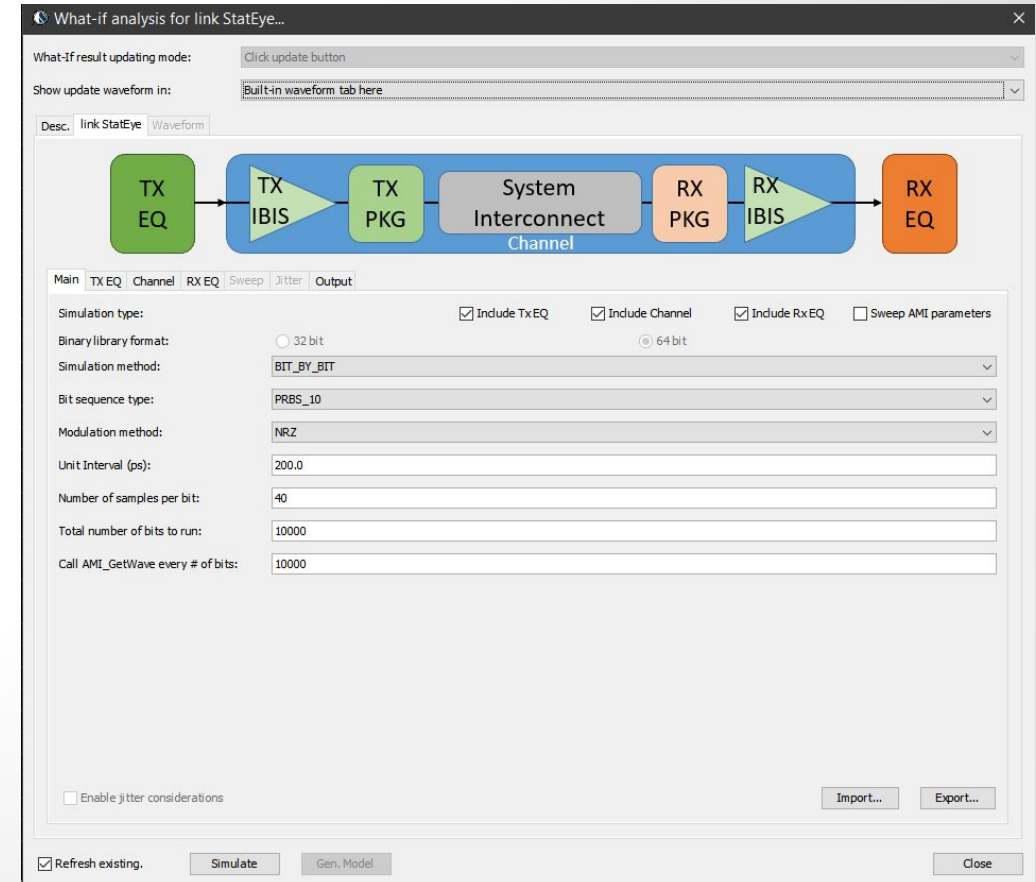 What-if analysis for link StatEye...
What-If result updating mode: Click update button
Show update waveform in: Built-in waveform tab here
Desc. link StatEye Waveform
TX EQ
TX IBIS
TX PKG
System Interconnect
Channel
RX PKG
RX IBIS
RX EQ
Main TX EQ Channel RX EQ Sweep Jitter Output
Simulation type: Include Tx EQ Include Channel Include Rx EQ Sweep AMI parameters
Binary library format: 32 bit 64 bit
Simulation method: BIT_BY_BIT
Bit sequence type: PRBS_10
Modulation method: NRZ
Unit Interval (ps): 200.0
Number of samples per bit: 40
Total number of bits to run: 10000
Call AMI_GetWave every # of bits: 10000
Enable jitter considerations Import... Export...
Refresh existing. Simulate Gen. Model Close